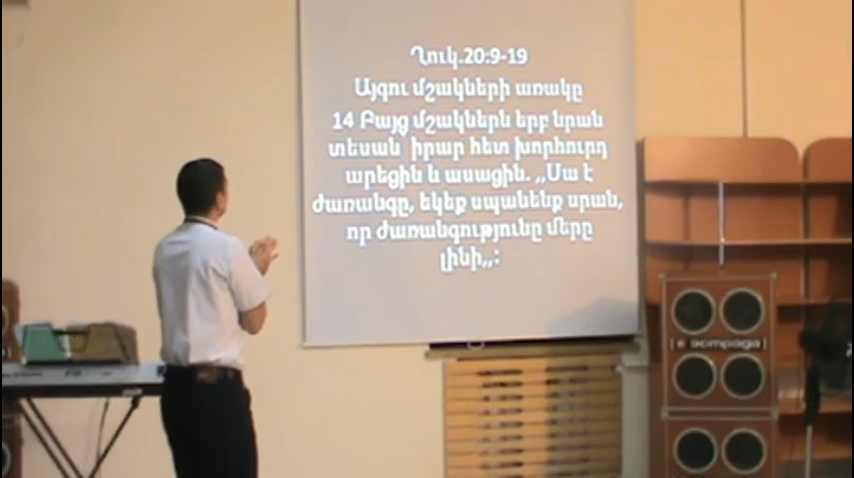 Ղուկ.20:9-19
Այգու մշակների առակը
14 Բայց մշակներն երբ նրան
տեսան իրար հետ խորհուրդ
արեցին և ասացին. ,,Սա է
ժառանգը, եկեք սպանենք սրան,
որ ժառանգությունը մերը
լինի,,:
эстрада